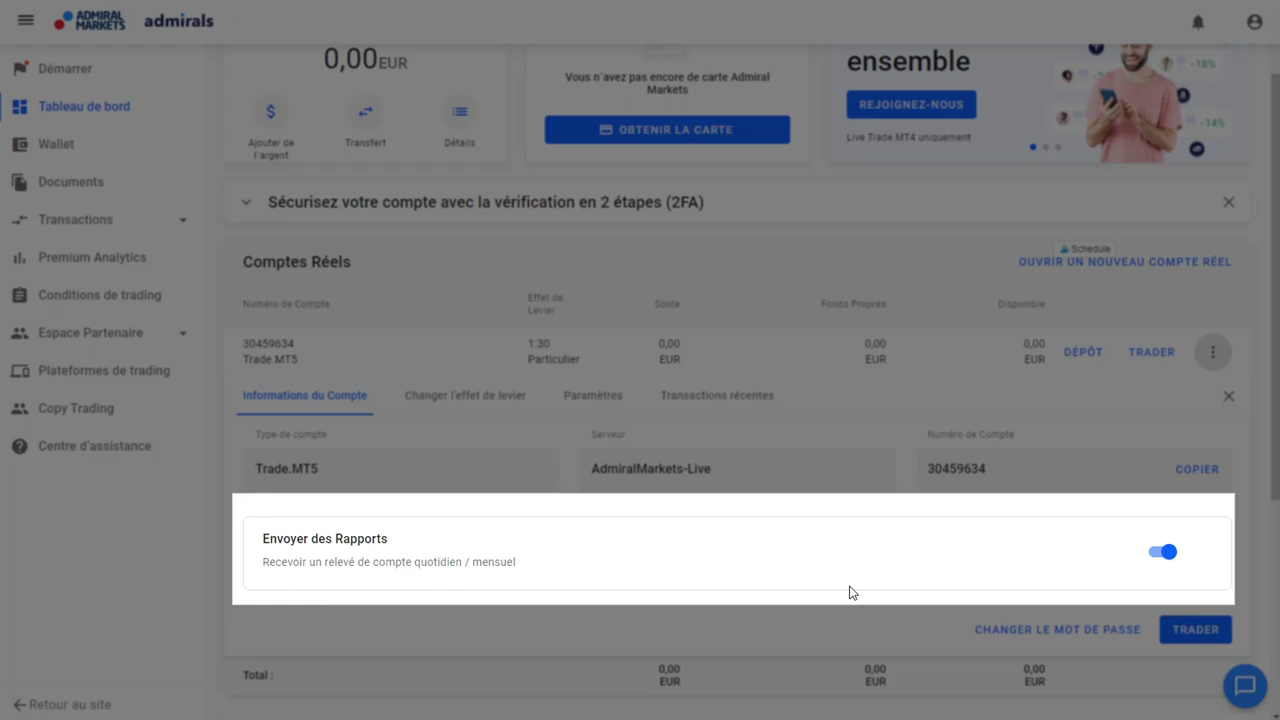 ADMIRAL MARKETS admirals
Démarrer
Tableau de bord
Wallet
Documents
Transactions
Premium Analytics
Conditions de trading
Espace Partenaire
Plateformes de trading
Copy Trading
Centre d'assistance
Retour au site
0,00 EUR
Ajouter de l'argent
Transfert
Détails
Vous n'avez pas encore de carte Admiral
Markets
OBTENIR LA CARTE
ensemble
REJOIGNEZ-NOUS
Live Trade.MT4 uniquement
-18%
-14%
Sécurisez votre compte avec la vérification en 2 étapes (2FA)
Comptes Réels
Schedule
OUVRIR UN NOUVEAU COMPTE RÉEL
Numéro de Compte
Effet de
Levier
Solde
Fonds Propres
Disponible
30459634
Trade.MT5
1:30
Particulier
0,00
EUR
0,00
EUR
0,00
EUR
DÉPÔT
TRADER
Informations du Compte
Changer l'effet de levier
Paramètres
Transactions récentes
Type de compte
Serveur
Numéro de Compte
Trade.MT5
AdmiralMarkets-Live
30459634
COPIER
Envoyer des Rapports
Recevoir un relevé de compte quotidien / mensuel
CHANGER LE MOT DE PASSE
TRADER
Total :
0,00
EUR
0,00
EUR
0,00
EUR